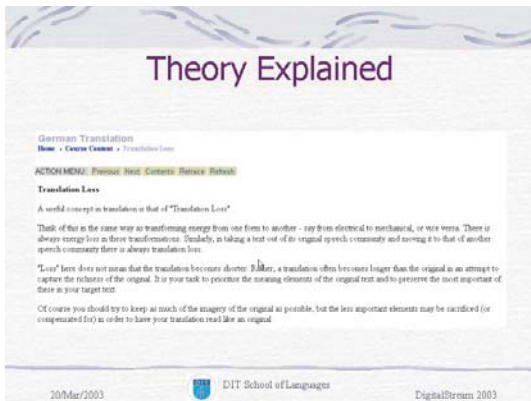 Theory Explained
German Translation
Home • Course Content • Translation Loss
ACTION MENU: Previous Next Contents Retrace Refresh
Translation Loss
A useful concept in translation is that of "Translation Loss"
Think of this in the same way as transforming energy from one form to another - say from electrical to mechanical, or vice versa. There is
always energy loss in these transformations. Similarly, in taking a text out of its original speech community and moving it to that of another
speech community there is always translation loss.
"Loss" here does not mean that the translation becomes shorter. Rather, a translation often becomes longer than the original in an attempt to
capture the richness of the original. It is your task to prioritise the meaning elements of the original text and to preserve the most important of
these in your target text.
Of course you should try to keep as much of the imagery of the original as possible, but the less important elements may be sacrificed (or
compensated for) in order to have your translation read like an original
20/Mar/2003
DIT
DIT School of Languages
DigitalStream 2003